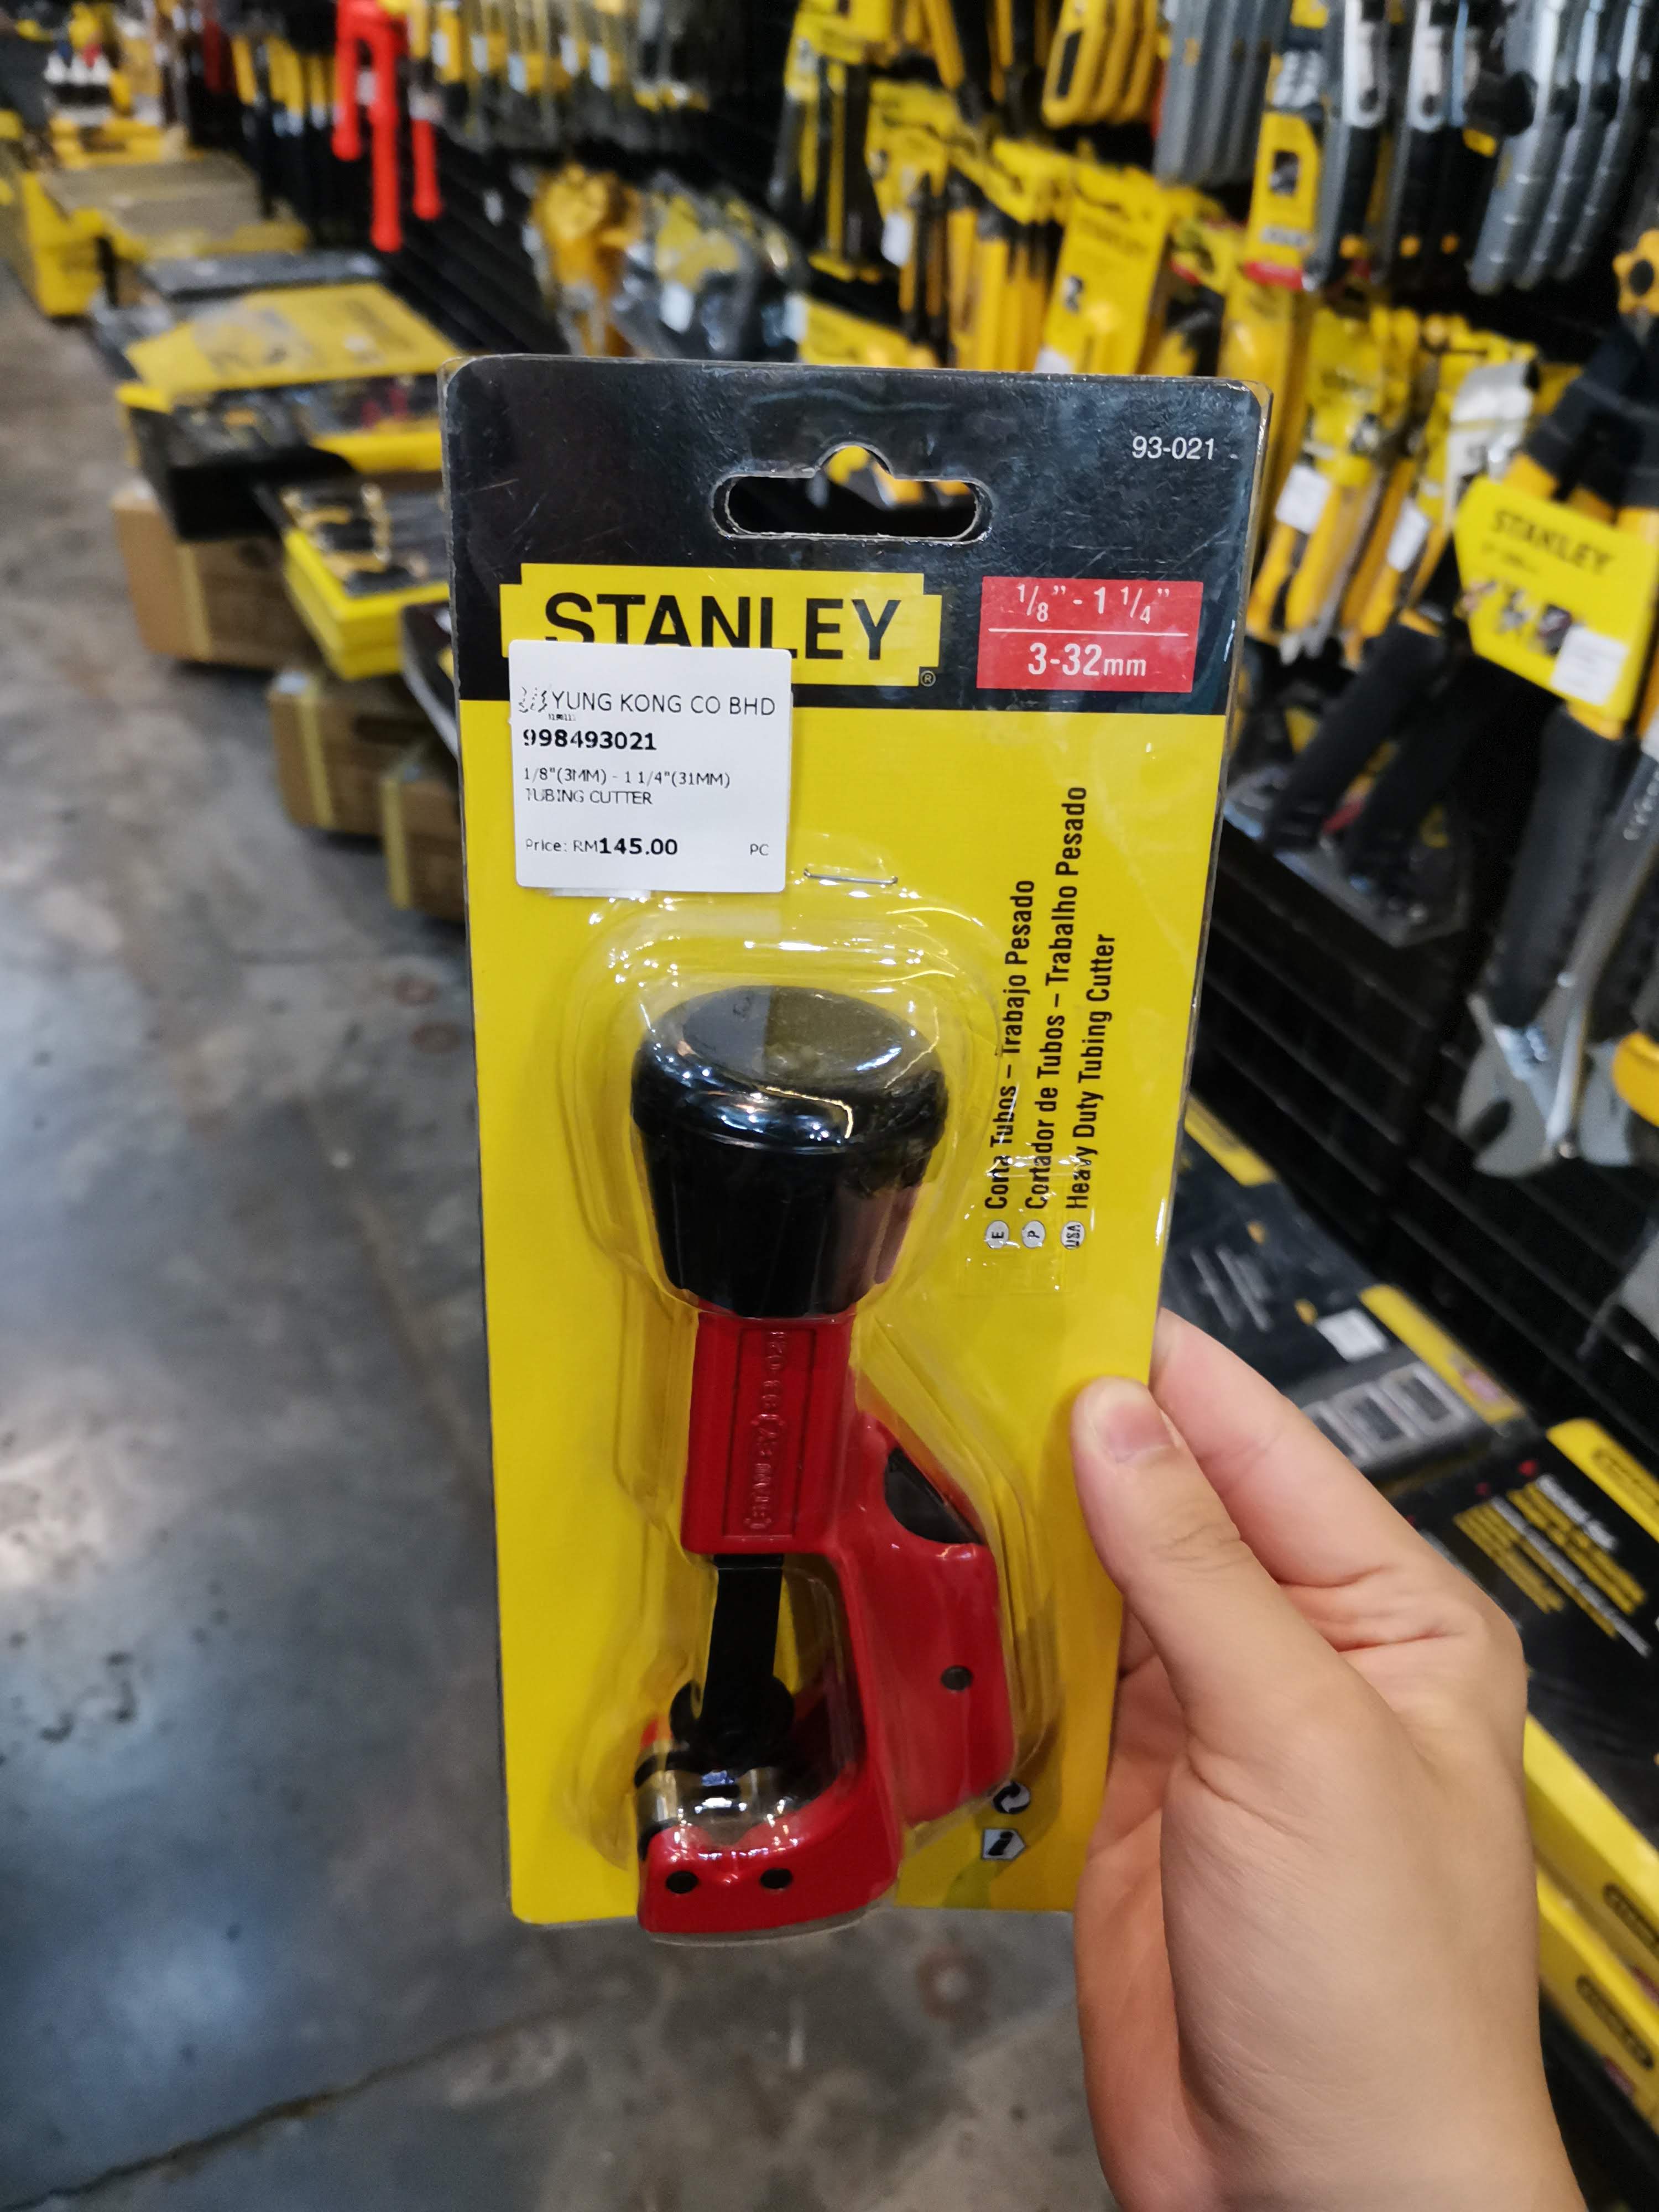 93-021
STANLEY®
1/8" - 1 1/4"
3-32mm
YUNG KONG CO BHD
998493021
1/8"(3MM) - 1 1/4"(31MM)
TUBING CUTTER
Price: RM145.00 PC
E Corta Tubos – Trabajo Pesado
P Cortador de Tubos – Trabalho Pesado
USA Heavy Duty Tubing Cutter
STANLEY
STANLEY